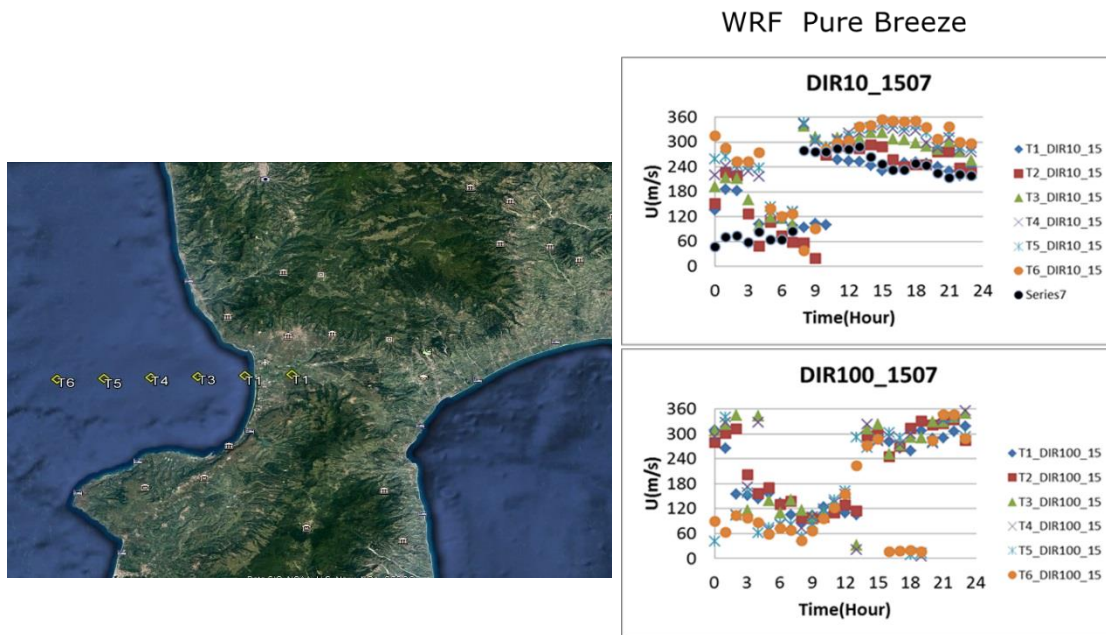 WRF Pure Breeze
T6
T5
T4
T3
T1
T1
DIR10_1507
U(m/s)
360
300
240
180
120
60
0
0 3 6 9 12 15 18 21 24
Time(Hour)
T1_DIR10_15
T2_DIR10_15
T3_DIR10_15
T4_DIR10_15
T5_DIR10_15
T6_DIR10_15
Series7
DIR100_1507
U(m/s)
360
300
240
180
120
60
0
0 3 6 9 12 15 18 21 24
Time(Hour)
T1_DIR100_15
T2_DIR100_15
T3_DIR100_15
T4_DIR100_15
T5_DIR100_15
T6_DIR100_15